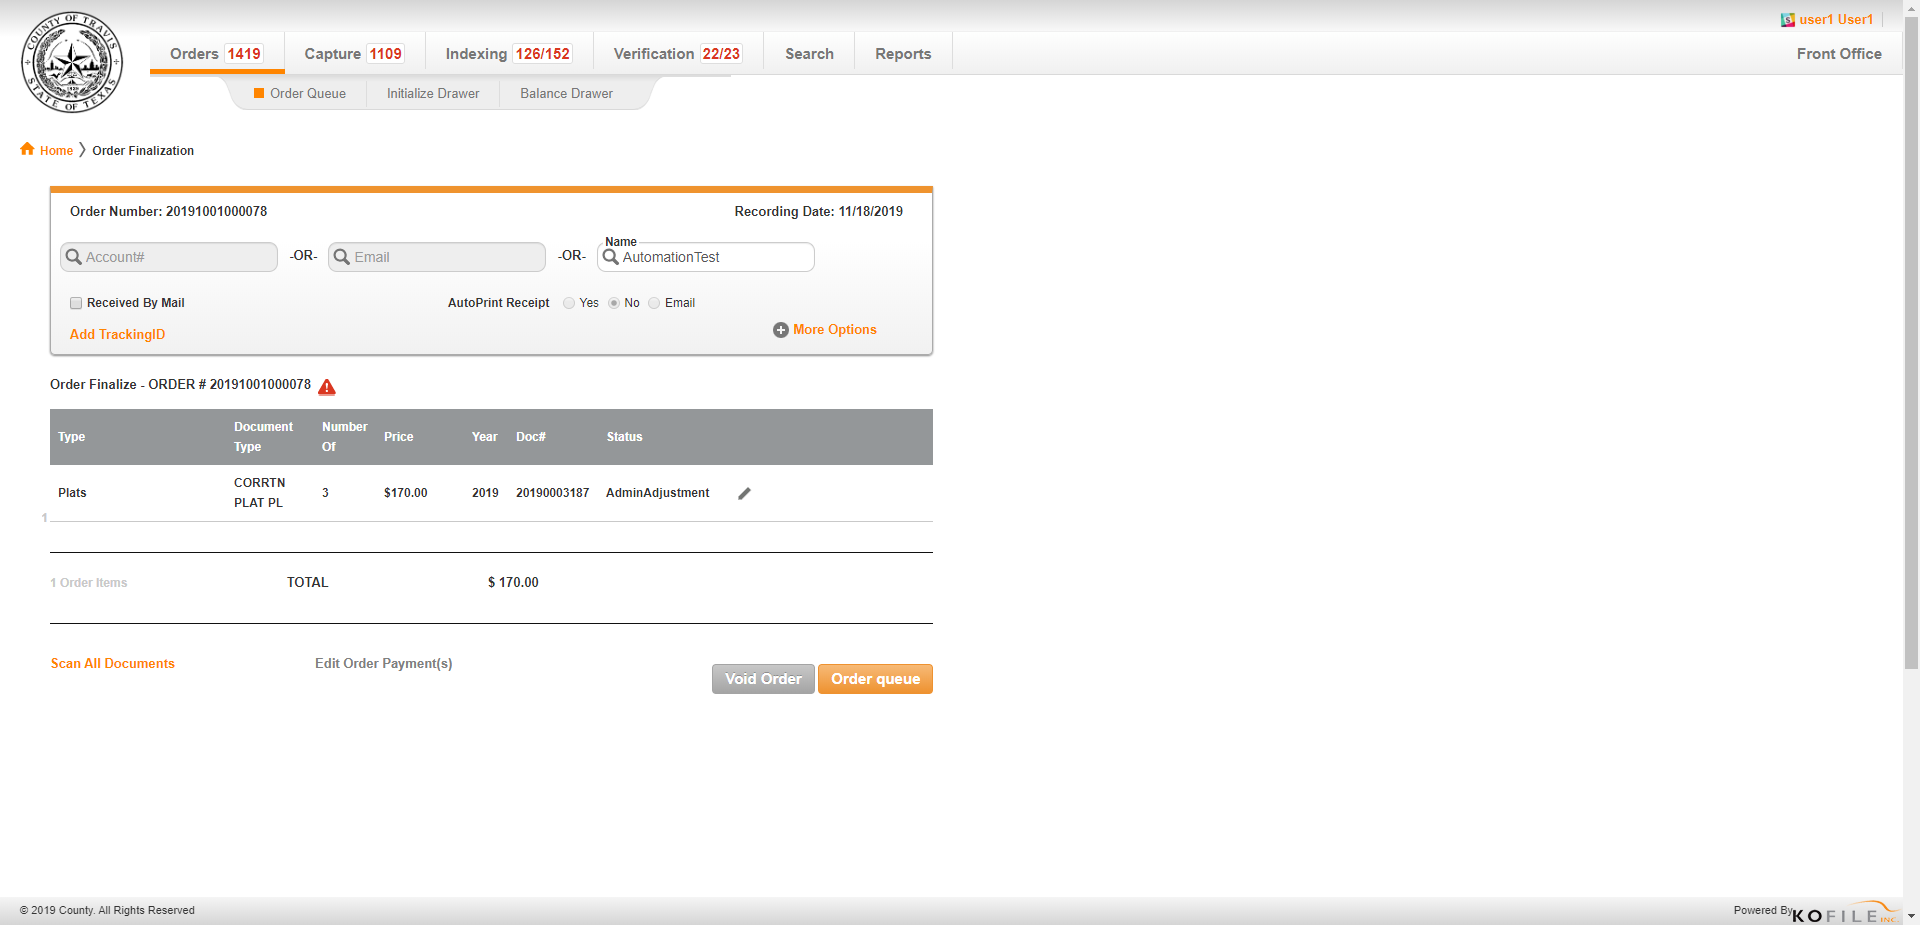 user1 User1
COUNTY OF TRAVIS
STATE OF TEXAS
Orders 1419
Capture 1109
Indexing 126/152
Verification 22/23
Search
Reports
Front Office
Order Queue
Initialize Drawer
Balance Drawer
Home
Order Finalization
Order Number: 20191001000078
Recording Date: 11/18/2019
Account#
-OR-
Email
-OR-
Name
AutomationTest
Received By Mail
AutoPrint Receipt Yes No Email
Add TrackingID
More Options
Order Finalize - ORDER # 20191001000078
Type
Document
Type
Number
Of
Price
Year
Doc#
Status
1
Plats
CORRTN
PLAT PL
3
$170.00
2019
20190003187
AdminAdjustment
1 Order Items
TOTAL
$ 170.00
Scan All Documents
Edit Order Payment(s)
Void Order
Order queue
© 2019 County. All Rights Reserved
Powered By
KOFILE INC.